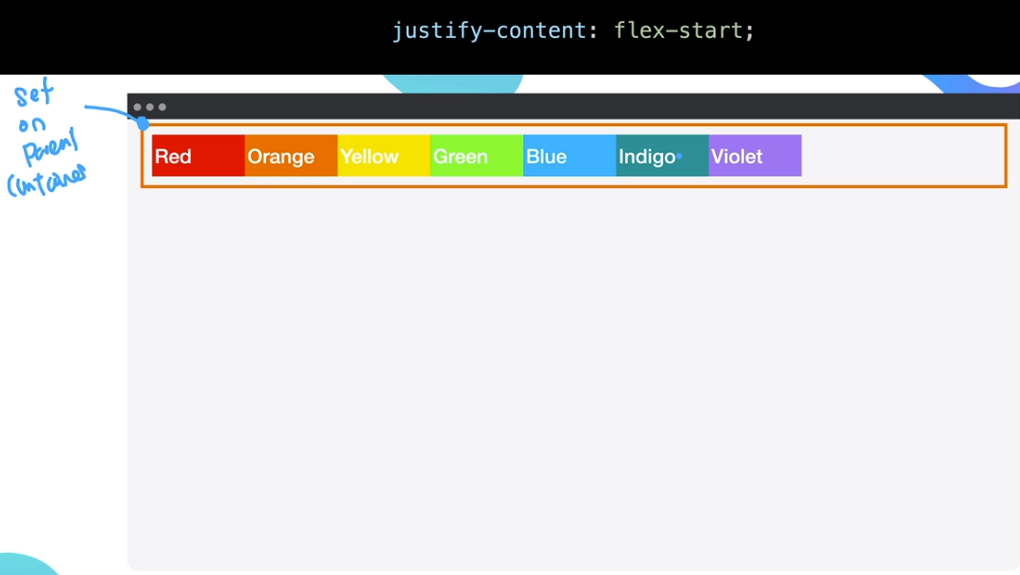 justify-content: flex-start;
set
on
Parent
Container
Red
Orange
Yellow
Green
Blue
Indigo
Violet